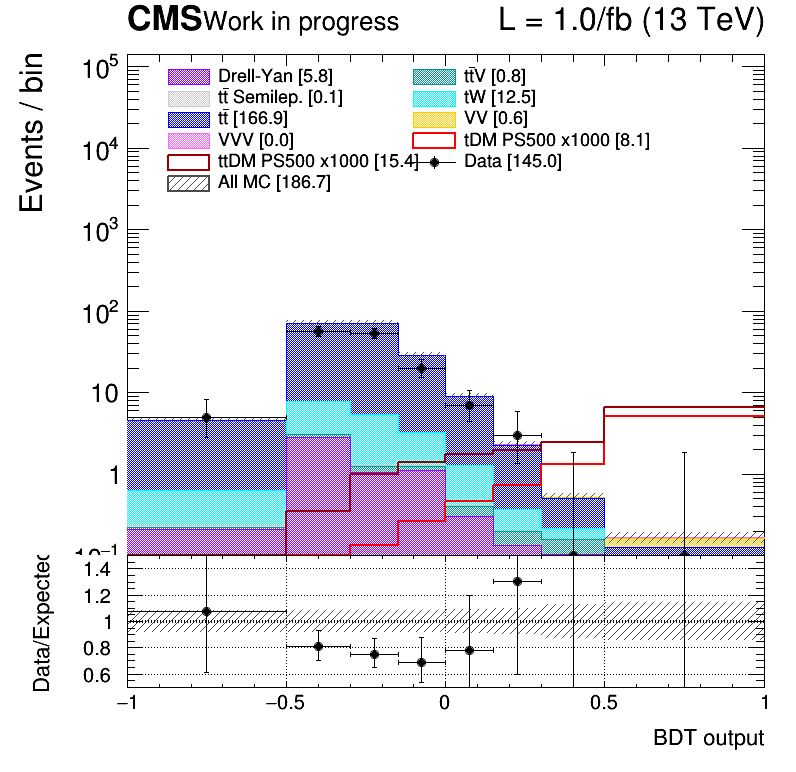 CMS Work in progress L = 1.0/fb (13 TeV)
Events / bin
10⁵
10⁴
10³
10²
10
1
10⁻¹
Drell-Yan [5.8]
tt̄V [0.8]
tt̄ Semilep. [0.1]
tW [12.5]
tt̄ [166.9]
VV [0.6]
VVV [0.0]
tDM PS500 x1000 [8.1]
ttDM PS500 x1000 [15.4]
Data [145.0]
All MC [186.7]
Data/Expected
1.4
1.2
1
0.8
0.6
−1 −0.5 0 0.5 1
BDT output